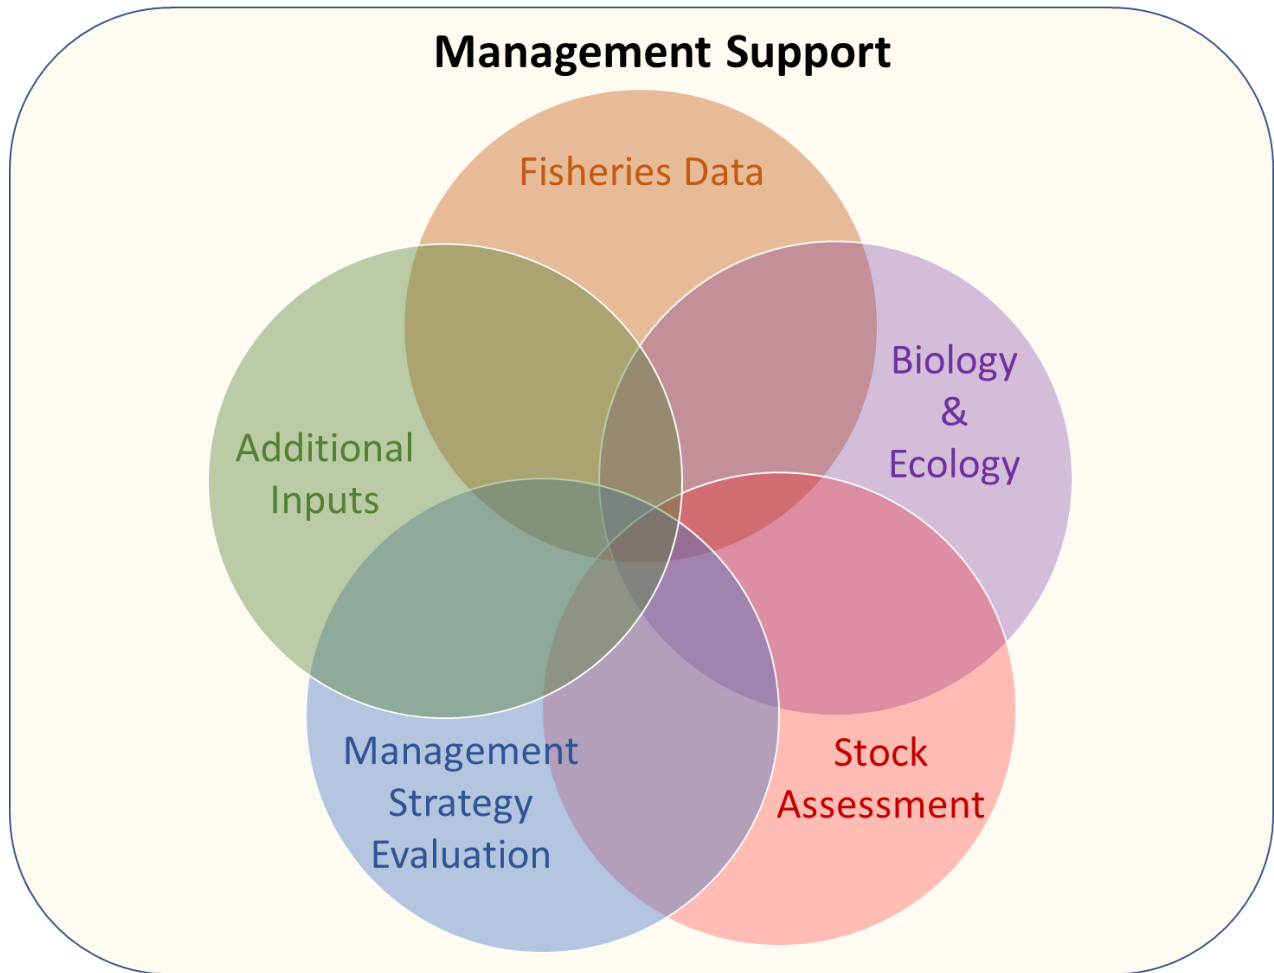 Management Support
Fisheries Data
Biology
&
Ecology
Additional
Inputs
Management
Strategy
Evaluation
Stock
Assessment